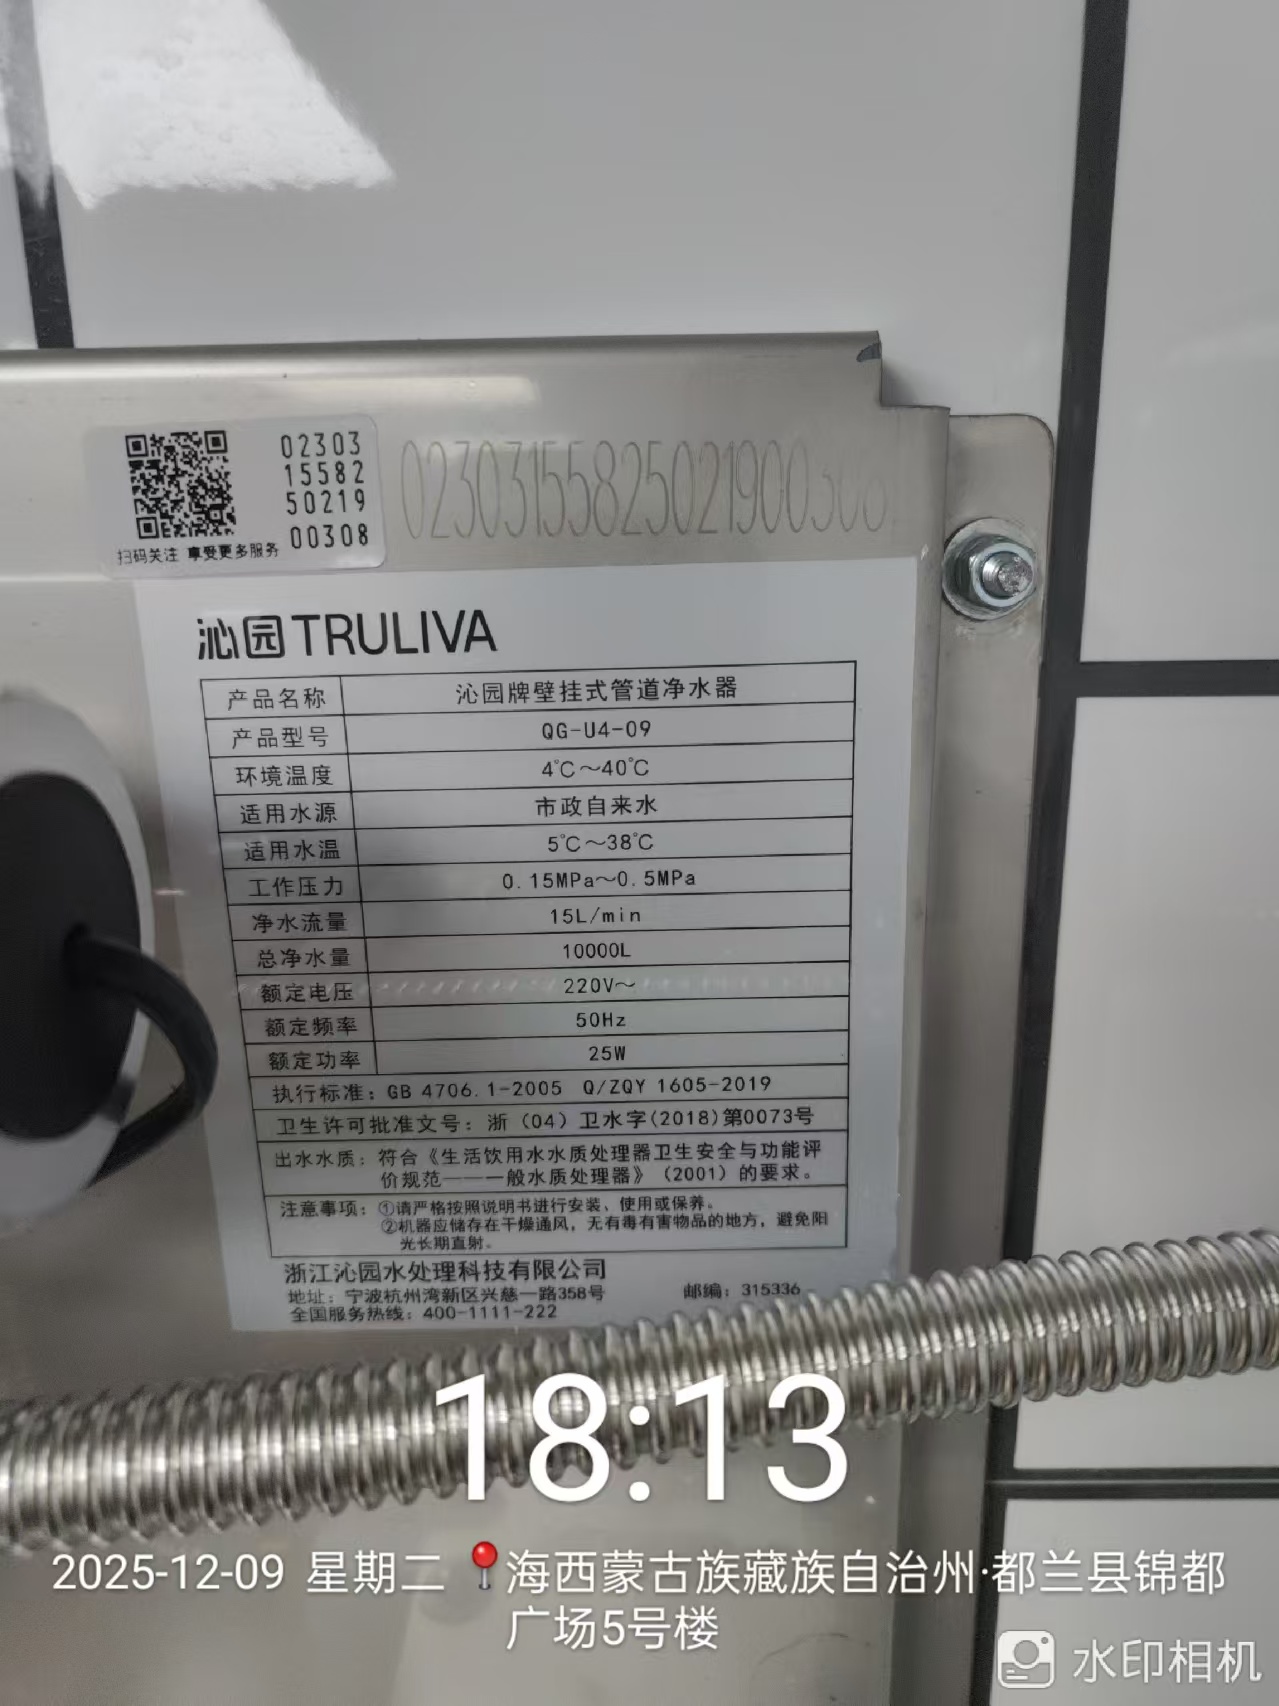 02303
15582
50219
00308
扫码关注 享受更多服务
02303155825021900308
沁园TRULIVA
产品名称 沁园牌壁挂式管道净水器
产品型号 QG-U4-09
环境温度 4℃～40℃
适用水源 市政自来水
适用水温 5℃～38℃
工作压力 0.15MPa～0.5MPa
净水流量 15L/min
总净水量 10000L
额定电压 220V～
额定频率 50Hz
额定功率 25W
执行标准：GB 4706.1-2005 Q/ZQY 1605-2019
卫生许可批准文号：浙（04）卫水字(2018)第0073号
出水水质：符合《生活饮用水水质处理器卫生安全与功能评
价规范——一般水质处理器》（2001）的要求。
注意事项：①请严格按照说明书进行安装、使用或保养。
②机器应储存在干燥通风，无有毒有害物品的地方，避免阳
光长期直射。
浙江沁园水处理科技有限公司
地址：宁波杭州湾新区兴慈一路358号 邮编：315336
全国服务热线：400-1111-222
18:13
2025-12-09 星期二 海西蒙古族藏族自治州·都兰县锦都
广场5号楼
水印相机